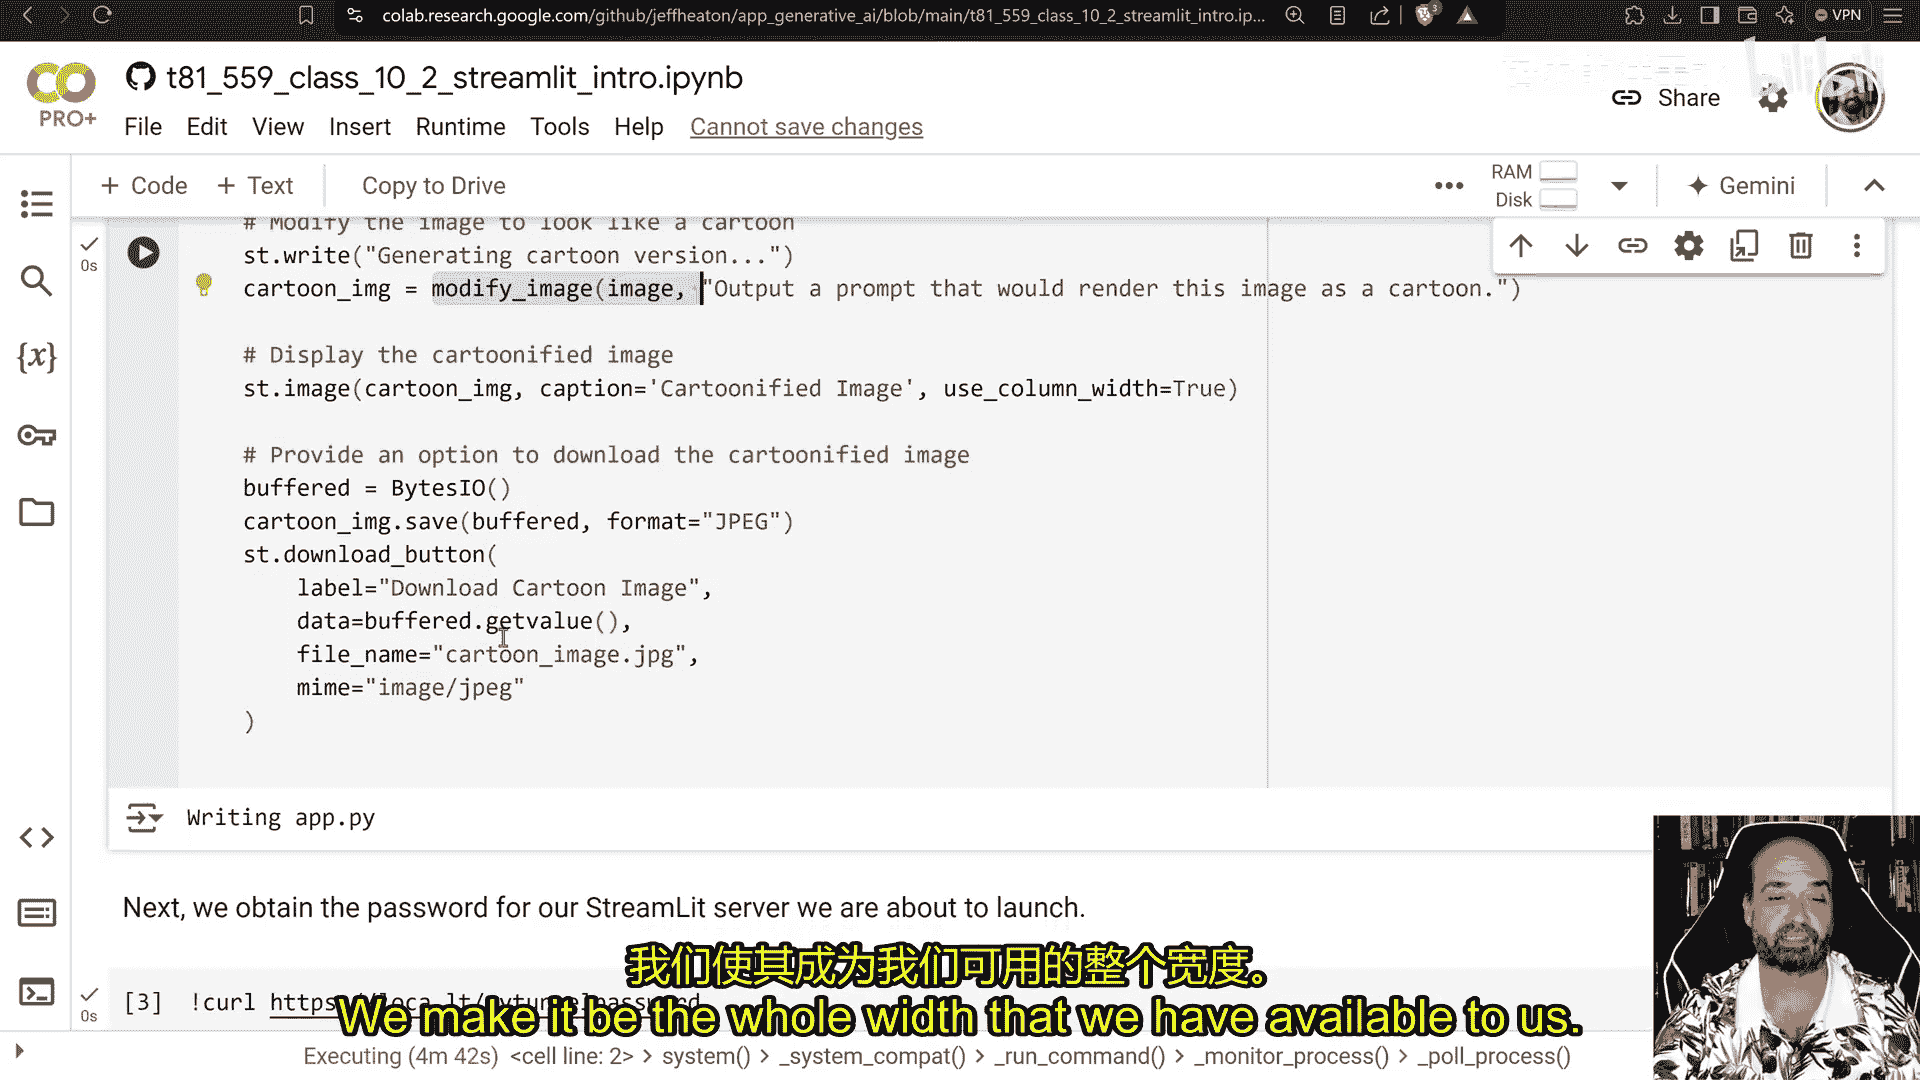 colab.research.google.com/github/jeffheaton/app_generative_ai/blob/main/t81_559_class_10_2_streamlit_intro.ip...
3
VPN
t81_559_class_10_2_streamlit_intro.ipynb
PRO+
File Edit View Insert Runtime Tools Help Cannot save changes
Share
+ Code + Text Copy to Drive
RAM
Disk
Gemini
0s
# Modify the image to look like a cartoon
st.write("Generating cartoon version...")
cartoon_img = modify_image(image, "Output a prompt that would render this image as a cartoon.")
# Display the cartoonified image
st.image(cartoon_img, caption='Cartoonified Image', use_column_width=True)
# Provide an option to download the cartoonified image
buffered = BytesIO()
cartoon_img.save(buffered, format="JPEG")
st.download_button(
label="Download Cartoon Image",
data=buffered.getvalue(),
file_name="cartoon_image.jpg",
mime="image/jpeg"
)
Writing app.py
Next, we obtain the password for our StreamLit server we are about to launch.
我们使其成为我们可用的整个宽度。
[3] !curl
0s
We make it be the whole width that we have available to us.
Executing (4m 42s) <cell line: 2> > system() > _system_compat() > _run_command() > _monitor_process() > _poll_process()